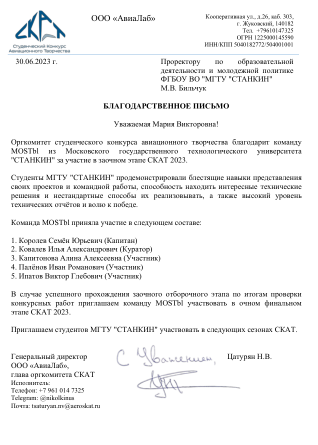 ООО «АвиаЛаб»
Кооперативная ул., д.26, каб. 303,
г. Жуковский, 140182
Тел. +79610147325
ОГРН 1225000145590
ИНН/КПП 5040182772/504001001
СКАТ
Студенческий Конкурс
Авиационного Творчества
30.06.2023 г.
Проректору по образовательной
деятельности и молодежной политике
ФГБОУ ВО "МГТУ "СТАНКИН"
М.В. Бильчук
БЛАГОДАРСТВЕННОЕ ПИСЬМО
Уважаемая Мария Викторовна!
Оргкомитет студенческого конкурса авиационного творчества благодарит команду
MOSTЫ из Московского государственного технологического университета
"СТАНКИН" за участие в заочном этапе СКАТ 2023.
Студенты МГТУ "СТАНКИН" продемонстрировали блестящие навыки представления
своих проектов и командной работы, способность находить интересные технические
решения и нестандартные способы их реализовывать, а также высокий уровень
технических отчётов и волю к победе.
Команда MOSTЫ приняла участие в следующем составе:
1. Королев Семён Юрьевич (Капитан)
2. Ковалев Илья Александрович (Куратор)
3. Капитонова Алина Алексеевна (Участник)
4. Палёнов Иван Романович (Участник)
5. Ипатов Виктор Глебович (Участник)
В случае успешного прохождения заочного отборочного этапа по итогам проверки
конкурсных работ приглашаем команду MOSTЫ участвовать в очном финальном
этапе СКАТ 2023.
Приглашаем студентов МГТУ "СТАНКИН" участвовать в следующих сезонах СКАТ.
Генеральный директор
ООО «АвиаЛаб»,
глава оргкомитета СКАТ
С Уважением,
Цатурян Н.В.
Исполнитель:
Телефон: +7 961 014 7325
Telegram: @nikolkinas
Почта: tsaturyan.nv@aeroskat.ru